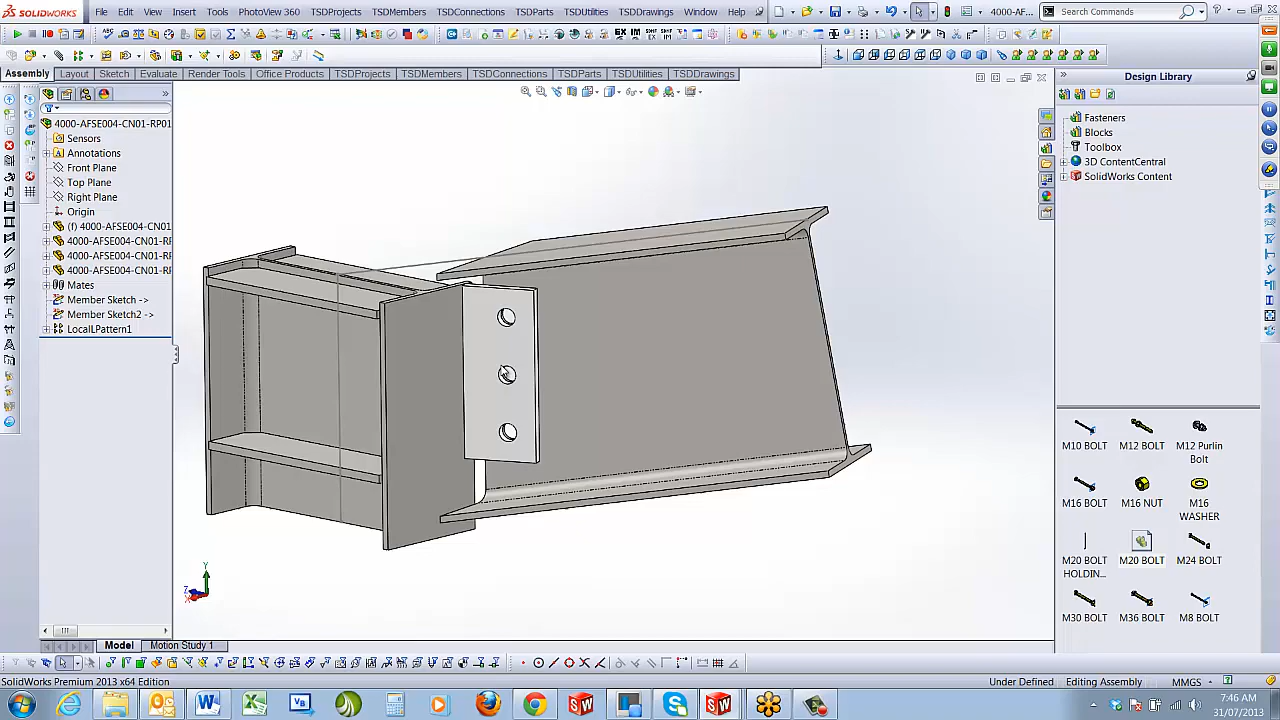 SOLIDWORKS File Edit View Insert Tools PhotoView 360 TSDProjects TSDMembers TSDConnections TSDParts TSDUtilities TSDDrawings Window Help 4000-AF... Search Commands
Assembly Layout Sketch Evaluate Render Tools Office Products TSDProjects TSDMembers TSDConnections TSDParts TSDUtilities TSDDrawings
Design Library
4000-AFSE004-CN01-RP01
Sensors
Annotations
Front Plane
Top Plane
Right Plane
Origin
(f) 4000-AFSE004-CN01
4000-AFSE004-CN01-RP
4000-AFSE004-CN01-RP
4000-AFSE004-CN01-RP
Mates
Member Sketch ->
Member Sketch2 ->
LocalLPattern1
Fasteners
Blocks
Toolbox
3D ContentCentral
SolidWorks Content
M10 BOLT M12 BOLT M12 Purlin Bolt
M16 BOLT M16 NUT M16 WASHER
M20 BOLT HOLDIN... M20 BOLT M24 BOLT
M30 BOLT M36 BOLT M8 BOLT
Y
Z
X
Model Motion Study 1
SolidWorks Premium 2013 x64 Edition Under Defined Editing Assembly MMGS
7:46 AM
31/07/2013